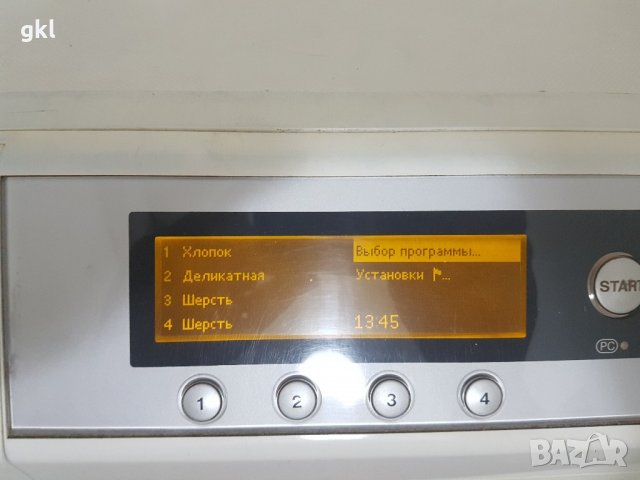 gkl
1 Хлопок Выбор программы...
2 Деликатная Установки ...
3 Шерсть
4 Шерсть 13:45
START
PC
1 2 3 4
BAZAR